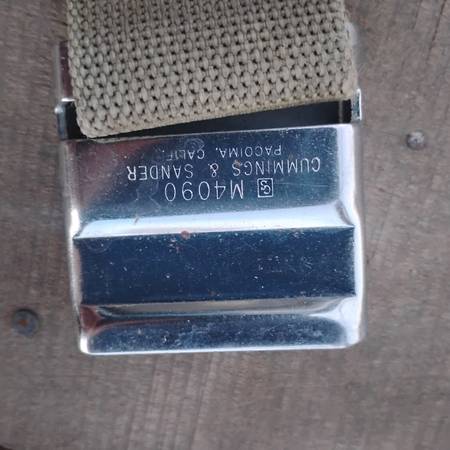 M4090
CUMMINGS & SANDER
PACOIMA, CALIF.